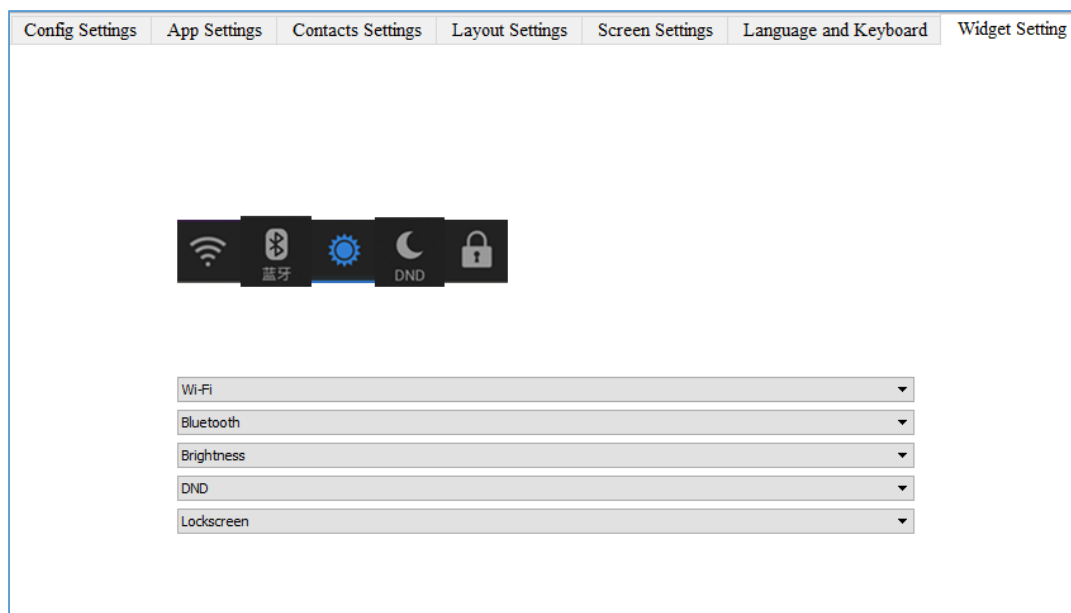 Config Settings App Settings Contacts Settings Layout Settings Screen Settings Language and Keyboard Widget Setting
蓝牙 DND
Wi-Fi
Bluetooth
Brightness
DND
Lockscreen